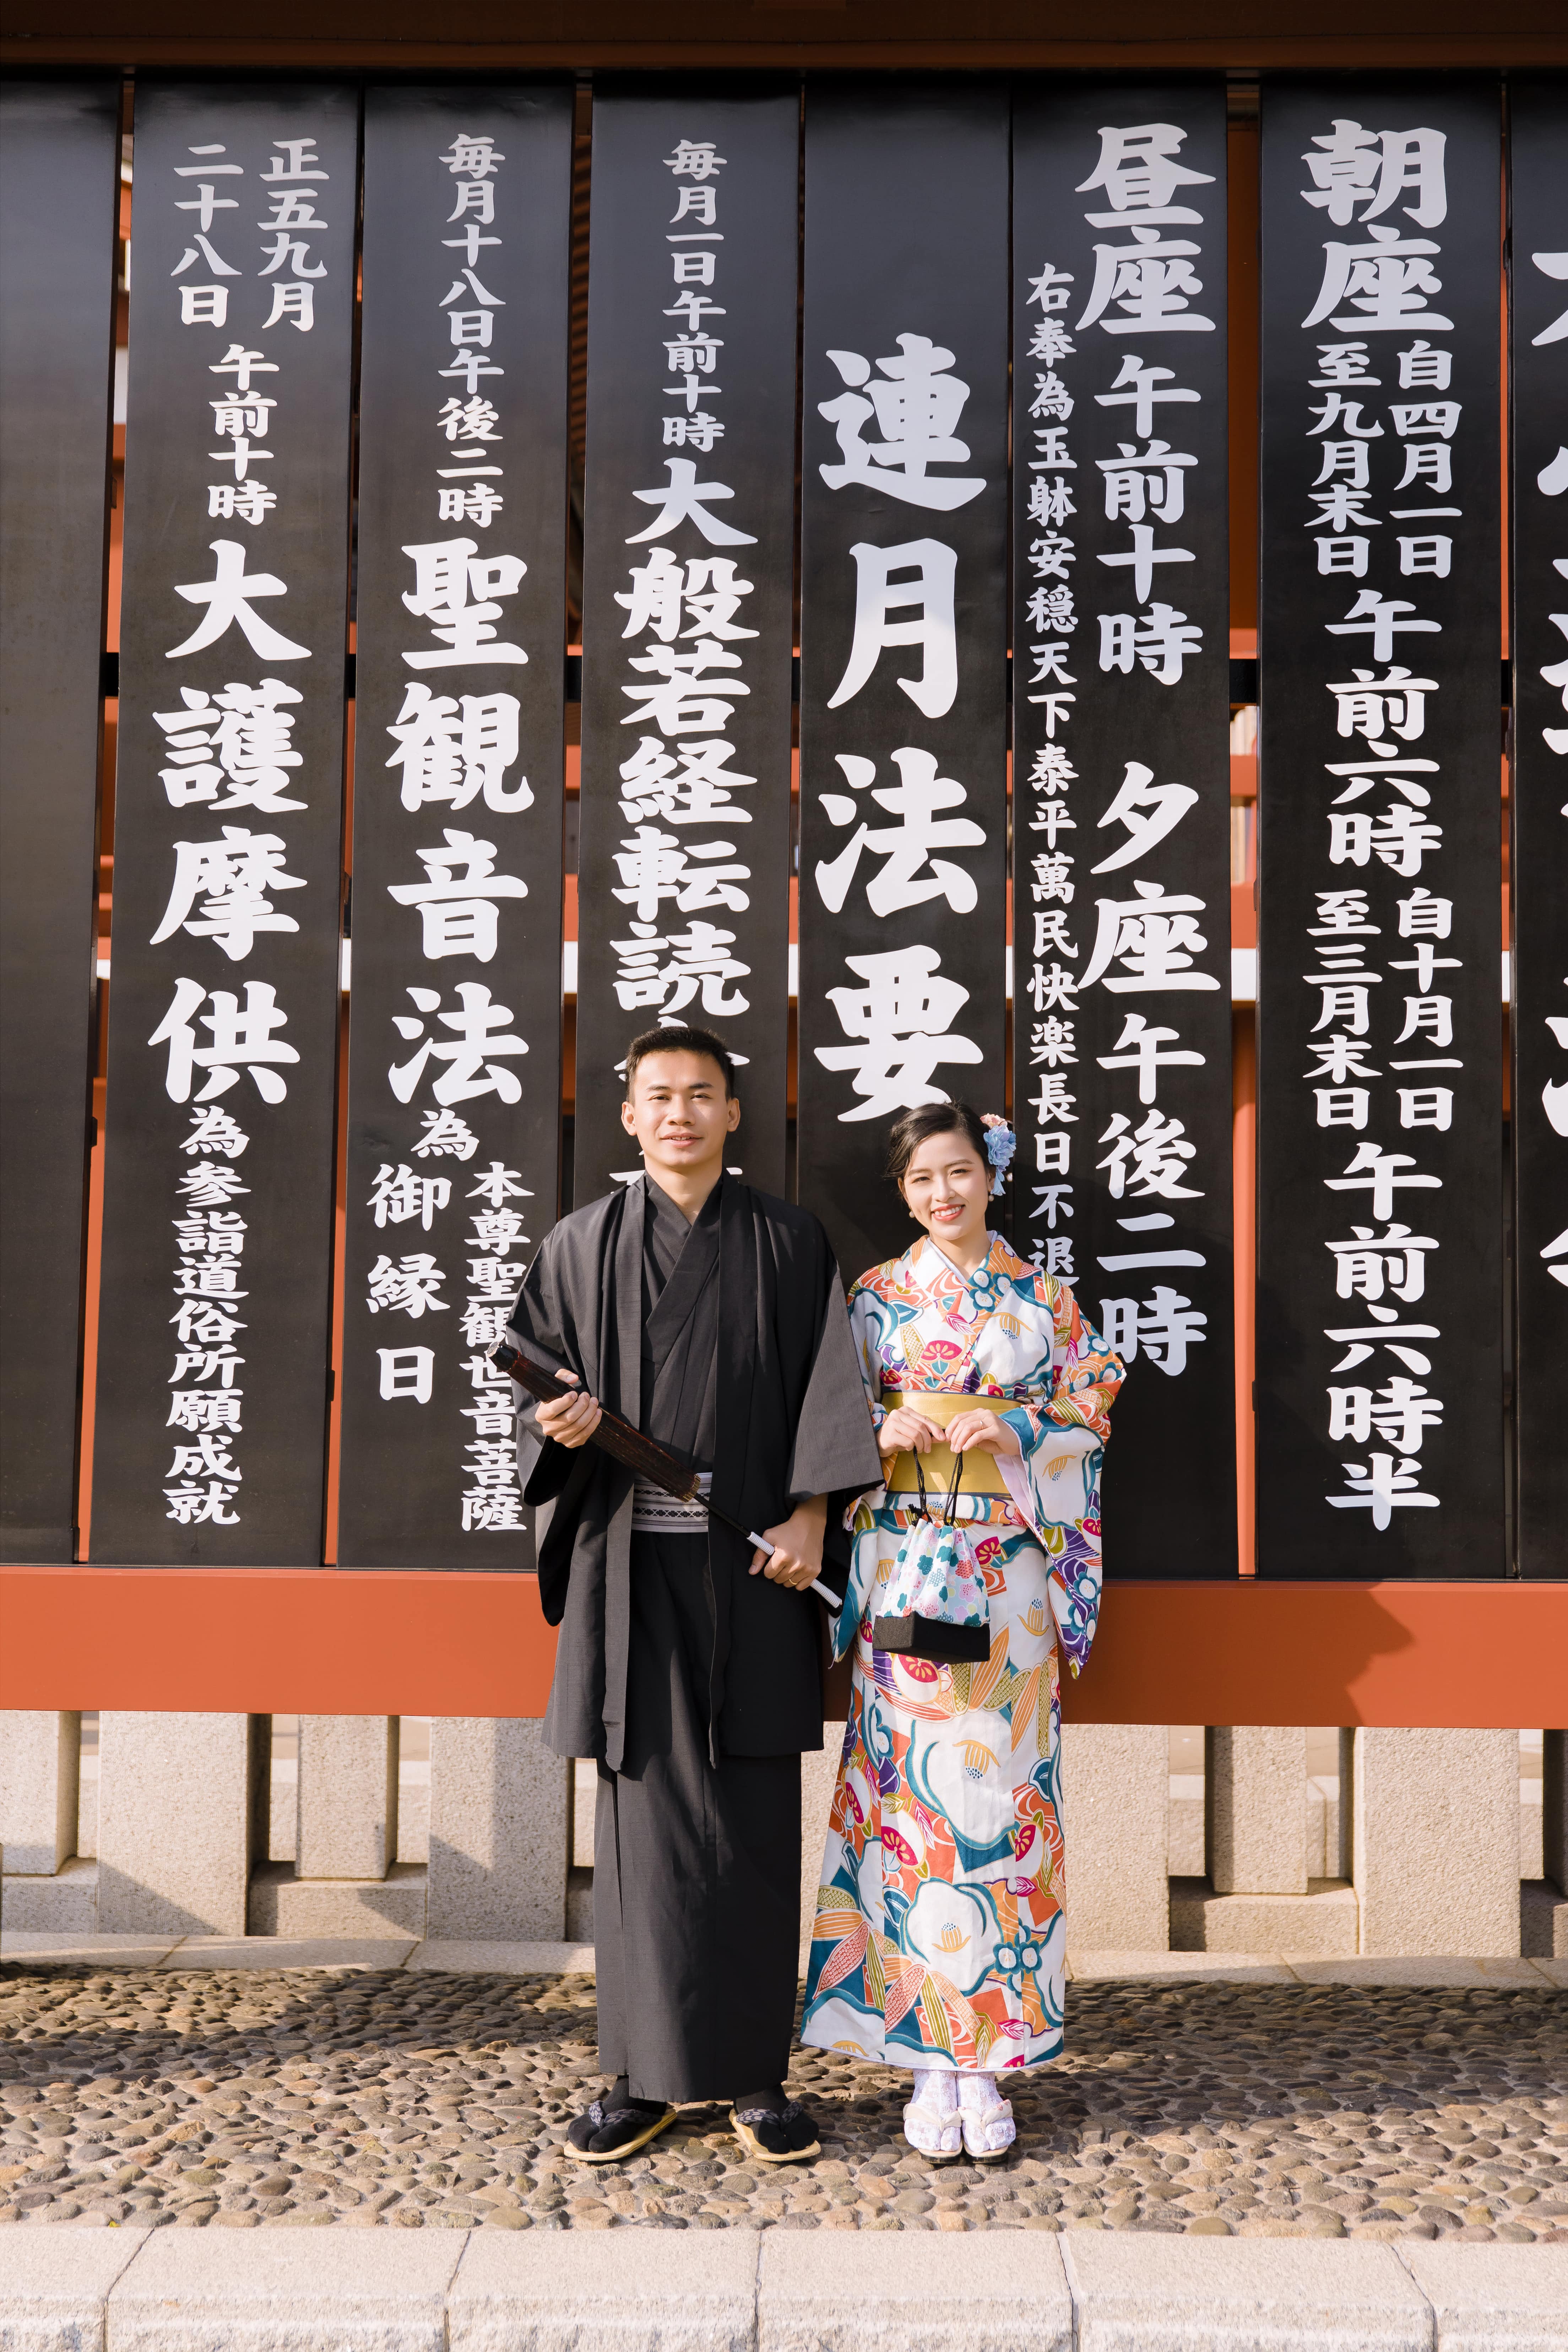 朝座
自四月一日
至九月末日
午前六時
自十月一日
至三月末日
午前六時半
昼座 午前十時 夕座 午後二時
右奉為玉躰安穏天下泰平萬民快楽長日不退
連月法要
毎月一日午前十時 大般若経転読
毎月十八日午後二時 聖観音法 為
本尊聖観世音菩薩
御縁日
正五九月
二十八日
午前十時 大護摩供 為参詣道俗所願成就